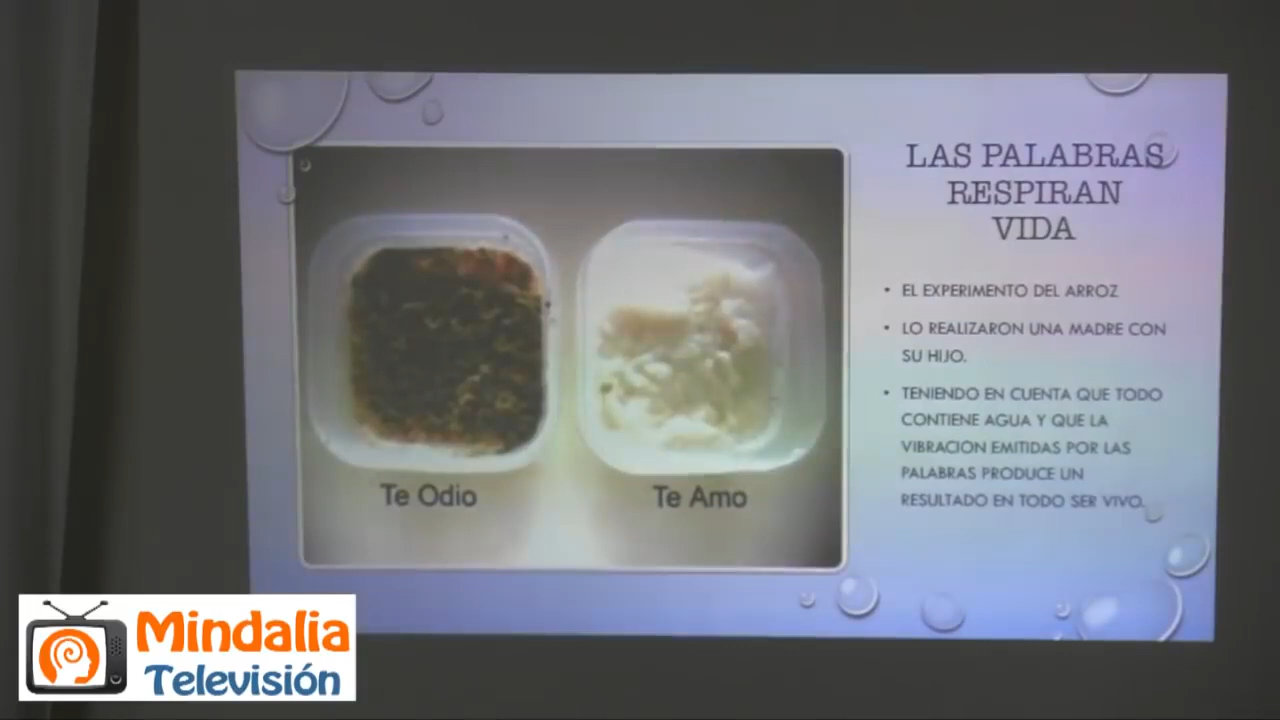 LAS PALABRAS
RESPIRAN
VIDA
• EL EXPERIMENTO DEL ARROZ
• LO REALIZARON UNA MADRE CON
SU HIJO.
• TENIENDO EN CUENTA QUE TODO
CONTIENE AGUA Y QUE LA
VIBRACION EMITIDAS POR LAS
PALABRAS PRODUCE UN
RESULTADO EN TODO SER VIVO.
Te Odio
Te Amo
Mindalia
Televisión